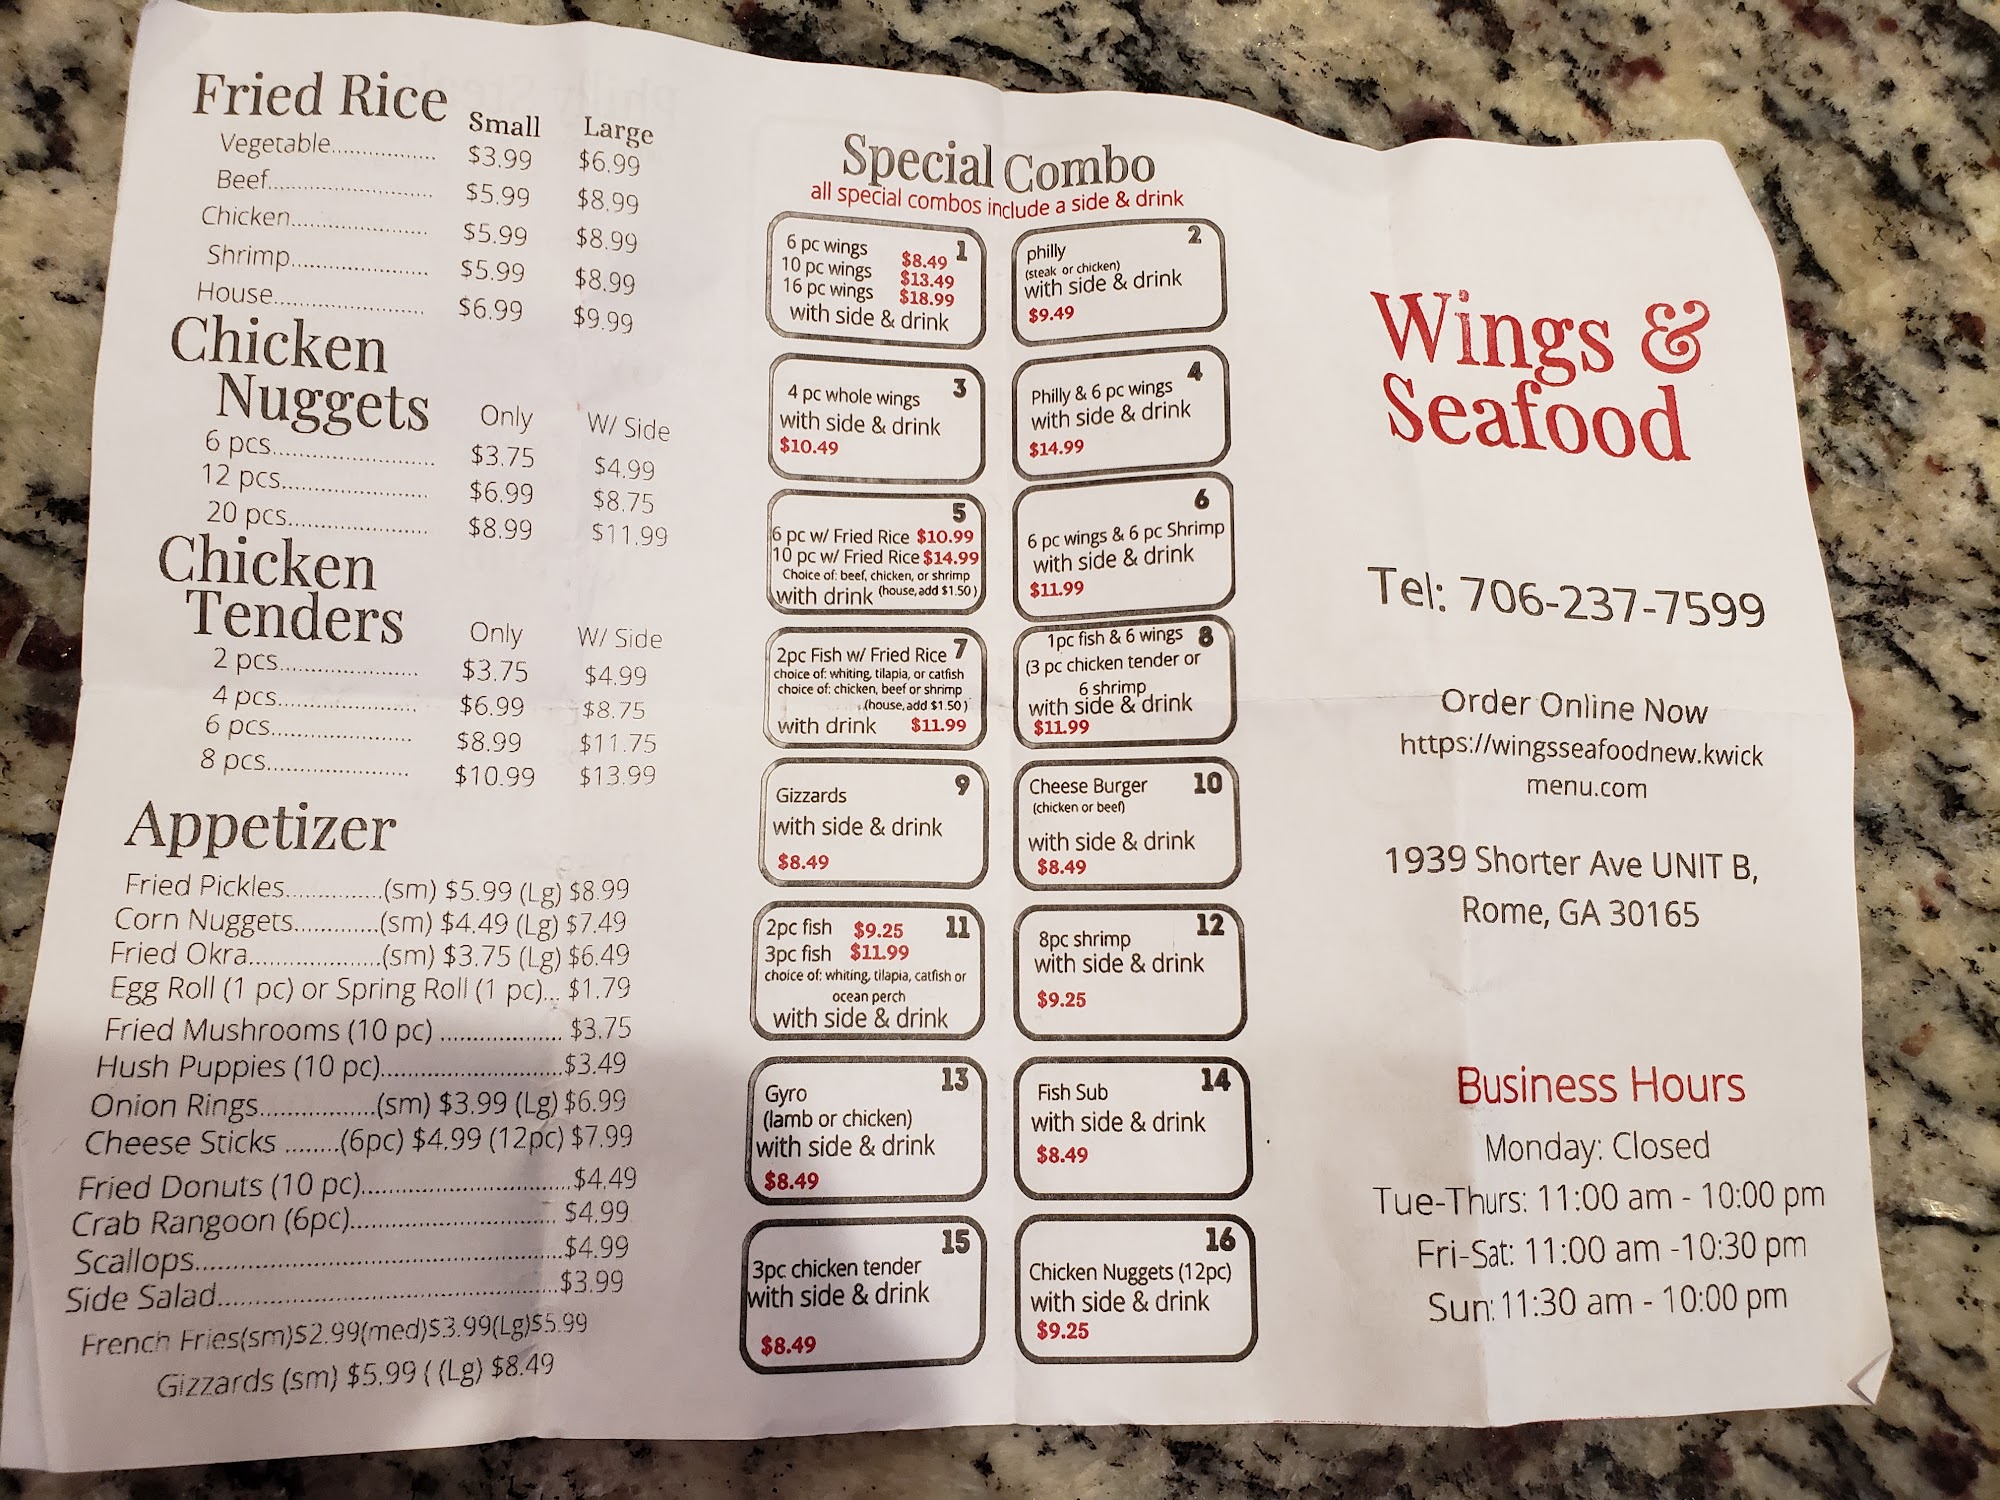 Fried Rice Small Large
Vegetable................. $3.99 $6.99
Beef........................... $5.99 $8.99
Chicken...................... $5.99 $8.99
Shrimp....................... $5.99 $8.99
House......................... $6.99 $9.99
Chicken
Nuggets Only W/ Side
6 pcs........................... $3.75 $4.99
12 pcs........................ $6.99 $8.75
20 pcs....................... $8.99 $11.99
Chicken
Tenders Only W/ Side
2 pcs....................... $3.75 $4.99
4 pcs....................... $6.99 $8.75
6 pcs....................... $8.99 $11.75
8 pcs....................... $10.99 $13.99
Appetizer
Fried Pickles...............(sm) $5.99 (Lg) $8.99
Corn Nuggets.............(sm) $4.49 (Lg) $7.49
Fried Okra.....................(sm) $3.75 (Lg) $6.49
Egg Roll (1 pc) or Spring Roll (1 pc)... $1.79
Fried Mushrooms (10 pc) ................... $3.75
Hush Puppies (10 pc)............................$3.49
Onion Rings.................(sm) $3.99 (Lg) $6.99
Cheese Sticks ........(6pc) $4.99 (12pc) $7.99
Fried Donuts (10 pc)................................$4.49
Crab Rangoon (6pc)............................... $4.99
Scallops.......................................................$4.99
Side Salad....................................................$3.99
French Fries(sm)$2.99(med)$3.99(Lg)$5.99
Gizzards (sm) $5.99 ( (Lg) $8.49
Special Combo
all special combos include a side & drink
1
6 pc wings $8.49
10 pc wings $13.49
16 pc wings $18.99
with side & drink
2
philly
(steak or chicken)
with side & drink
$9.49
3
4 pc whole wings
with side & drink
$10.49
4
Philly & 6 pc wings
with side & drink
$14.99
5
6 pc w/ Fried Rice $10.99
10 pc w/ Fried Rice $14.99
Choice of: beef, chicken, or shrimp
with drink (house,add $1.50 )
6
6 pc wings & 6 pc Shrimp
with side & drink
$11.99
2pc Fish w/ Fried Rice 7
choice of: whiting, tilapia, or catfish
choice of: chicken, beef or shrimp
(house,add $1.50 )
with drink $11.99
1pc fish & 6 wings 8
(3 pc chicken tender or
6 shrimp
with side & drink
$11.99
9
Gizzards
with side & drink
$8.49
Cheese Burger 10
(chicken or beef)
with side & drink
$8.49
2pc fish $9.25 11
3pc fish $11.99
choice of: whiting, tilapia, catfish or
ocean perch
with side & drink
12
8pc shrimp
with side & drink
$9.25
13
Gyro
(lamb or chicken)
with side & drink
$8.49
14
Fish Sub
with side & drink
$8.49
15
3pc chicken tender
with side & drink
$8.49
16
Chicken Nuggets (12pc)
with side & drink
$9.25
Wings &
Seafood
Tel: 706-237-7599
Order Online Now
https://wingsseafoodnew.kwick
menu.com
1939 Shorter Ave UNIT B,
Rome, GA 30165
Business Hours
Monday: Closed
Tue-Thurs: 11:00 am - 10:00 pm
Fri-Sat: 11:00 am -10:30 pm
Sun: 11:30 am - 10:00 pm